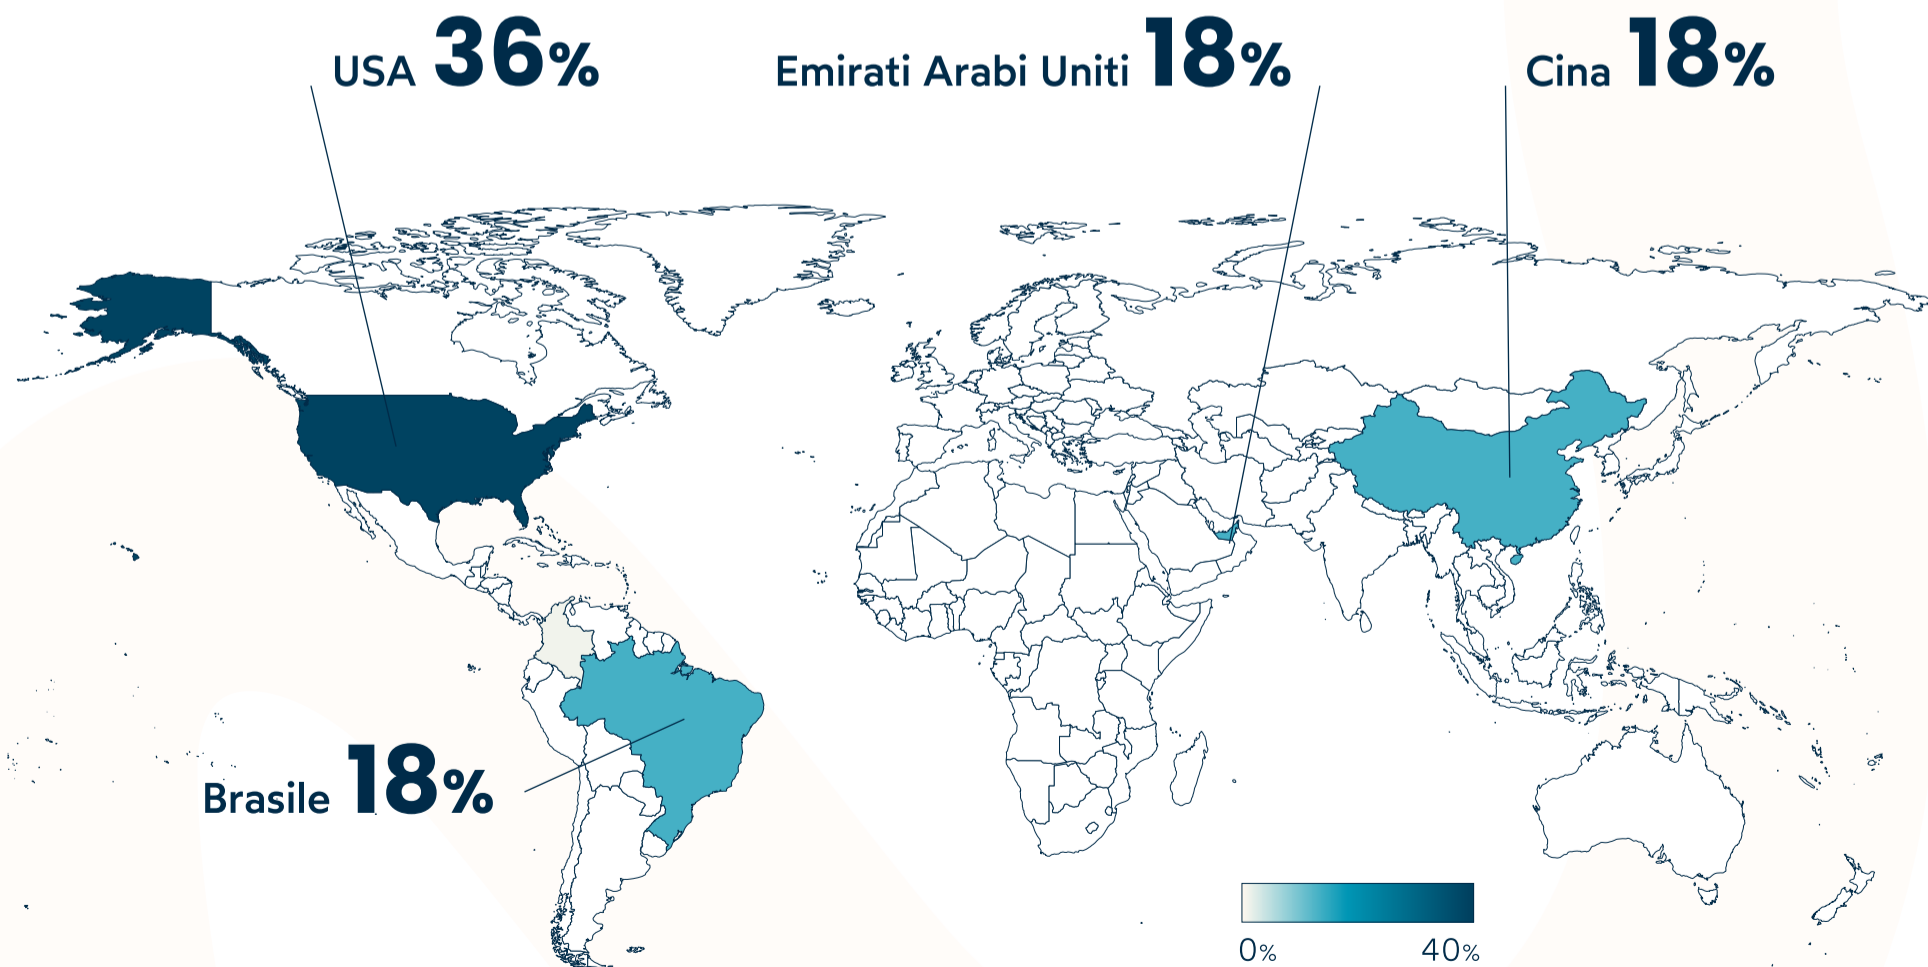 USA 36%
Emirati Arabi Uniti 18%
Cina 18%
Brasile 18%
0%
40%